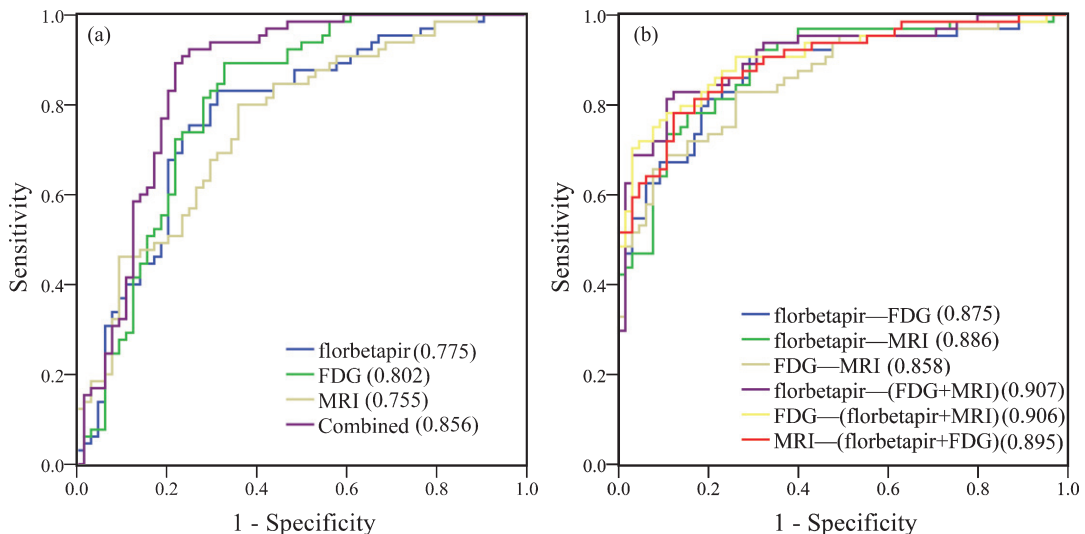 (a)
Sensitivity
1.0
0.8
0.6
0.4
0.2
0.0
florbetapir (0.775)
FDG (0.802)
MRI (0.755)
Combined (0.856)
0.0 0.2 0.4 0.6 0.8 1.0
1 - Specificity
(b)
Sensitivity
1.0
0.8
0.6
0.4
0.2
0.0
florbetapir—FDG (0.875)
florbetapir—MRI (0.886)
FDG—MRI (0.858)
florbetapir—(FDG+MRI) (0.907)
FDG—(florbetapir+MRI) (0.906)
MRI—(florbetapir+FDG) (0.895)
0.0 0.2 0.4 0.6 0.8 1.0
1 - Specificity